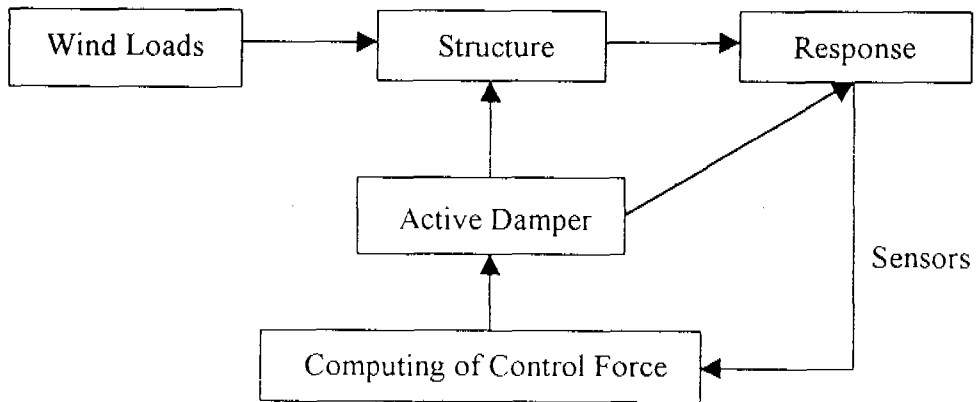 Wind Loads
Structure
Response
Active Damper
Sensors
Computing of Control Force